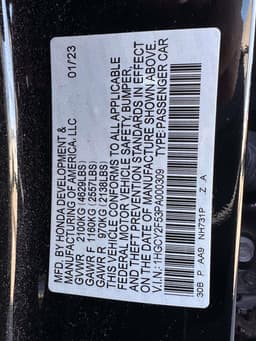 MFD. BY HONDA DEVELOPMENT &
MANUFACTURING OF AMERICA, LLC 01/23
GVWR 2100KG (4629LBS)
GAWR F 1160KG (2557LBS)
GAWR R 970KG (2138LBS)
THIS VEHICLE CONFORMS TO ALL APPLICABLE
FEDERAL MOTOR VEHICLE SAFETY, BUMPER,
AND THEFT PREVENTION STANDARDS IN EFFECT
ON THE DATE OF MANUFACTURE SHOWN ABOVE.
V.I.N.: 1HGCY2F53PA000309
TYPE: PASSENGER CAR
30B P AA9 NH731P Z A